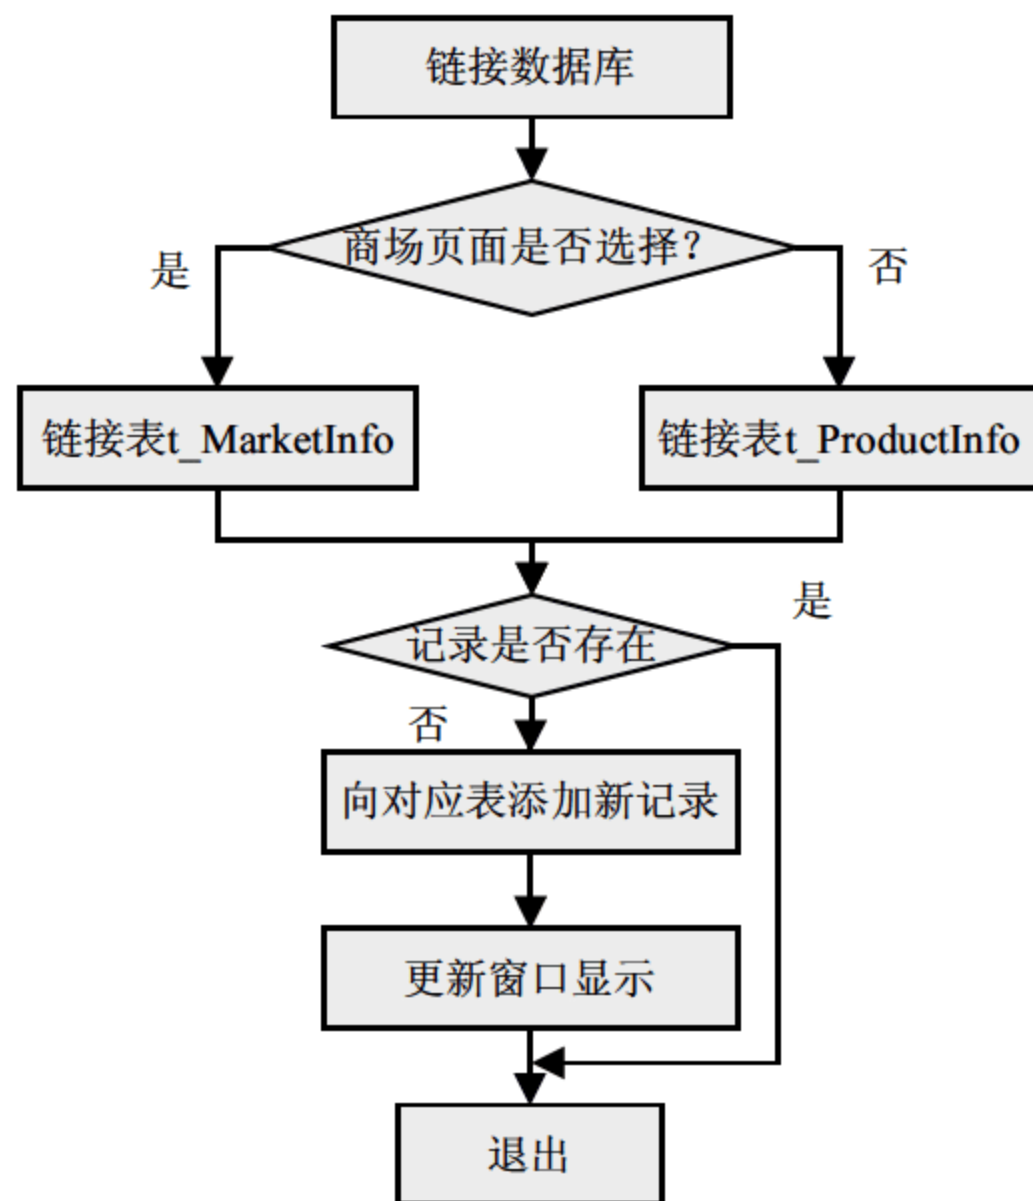 链接数据库
商场页面是否选择?
是
否
链接表t_MarketInfo
链接表t_ProductInfo
是
记录是否存在
否
向对应表添加新记录
更新窗口显示
退出